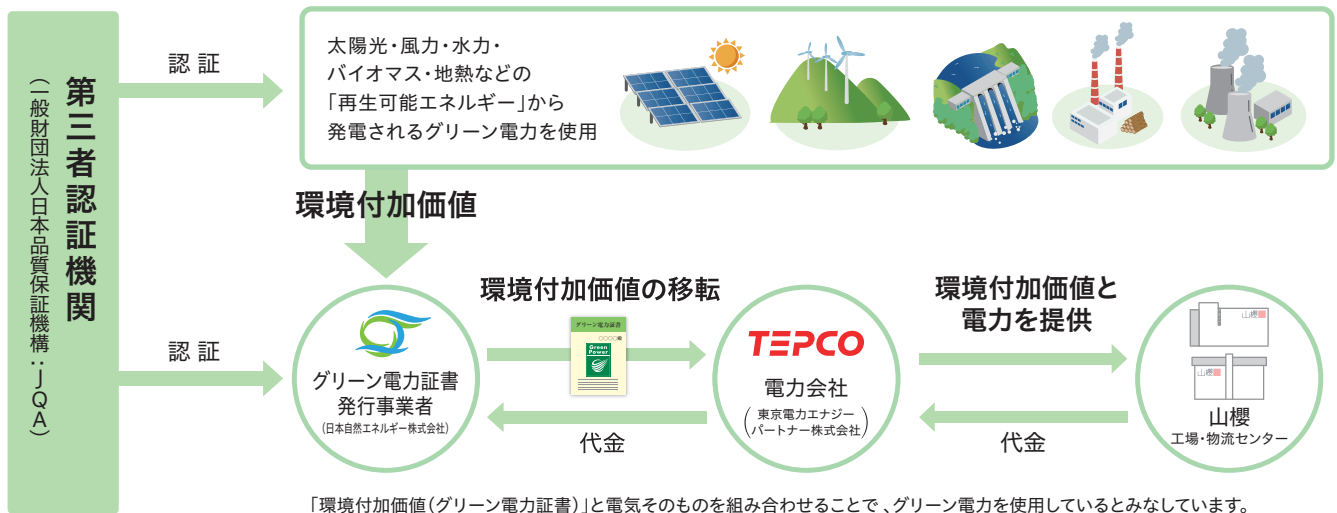 第三者認証機関
（一般財団法人日本品質保証機構：JQA）
認 証
太陽光・風力・水力・
バイオマス・地熱などの
「再生可能エネルギー」から
発電されるグリーン電力を使用
環境付加価値
認 証
グリーン電力証書
発行事業者
(日本自然エネルギー株式会社)
環境付加価値の移転
グリーン電力証書
〇〇〇〇様
Green
Power
代金
TEPCO
電力会社
(東京電力エナジー
パートナー株式会社)
環境付加価値と
電力を提供
代金
山櫻
山櫻
山櫻
工場・物流センター
「環境付加価値（グリーン電力証書）」と電気そのものを組み合わせることで、グリーン電力を使用しているとみなしています。